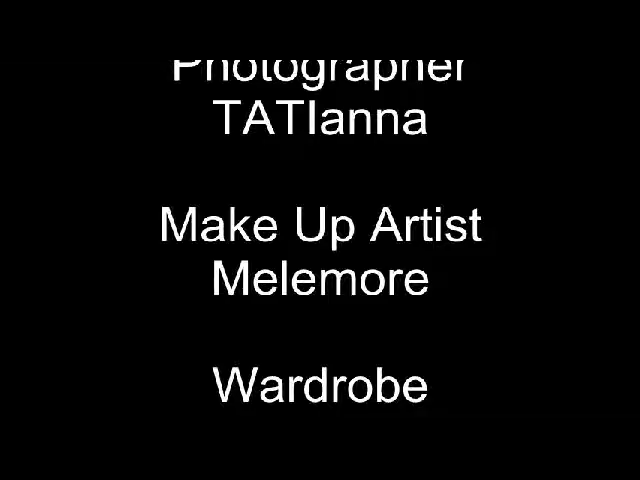 Photographer
TATIanna
Make Up Artist
Melemore
Wardrobe